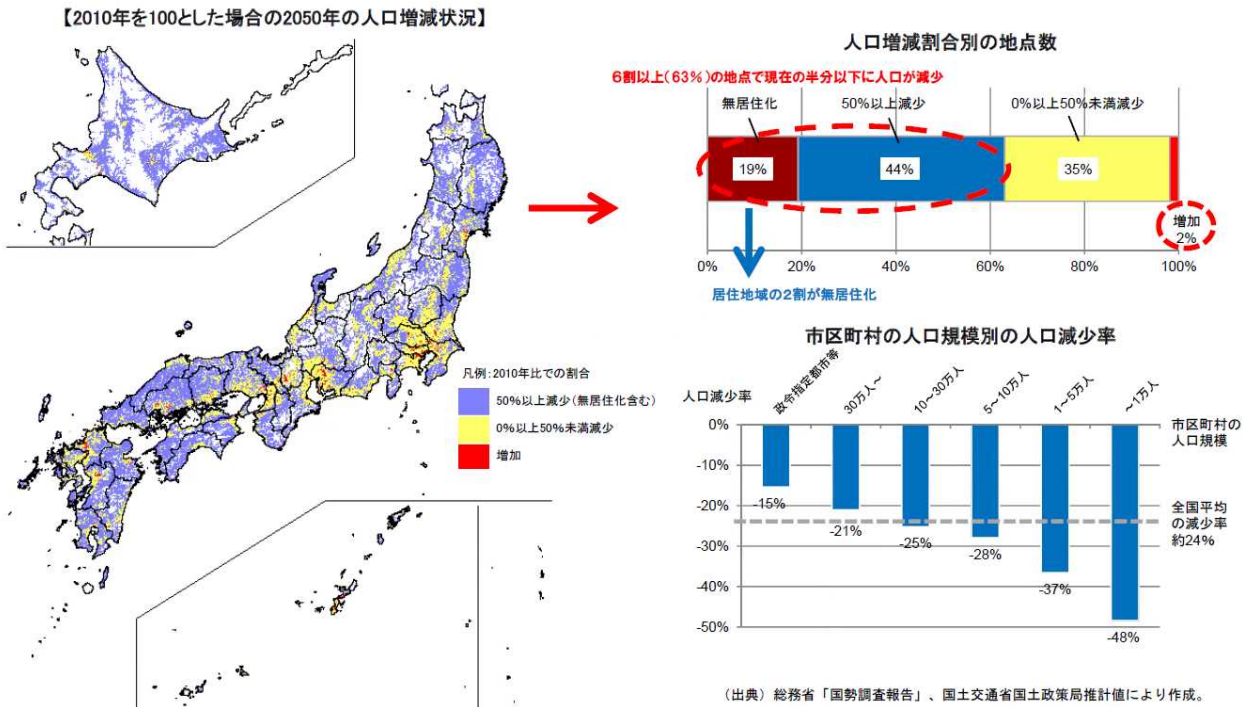 【2010年を100とした場合の2050年の人口増減状況】
凡例:2010年比での割合
50%以上減少(無居住化含む)
0%以上50%未満減少
増加
人口増減割合別の地点数
6割以上(63%)の地点で現在の半分以下に人口が減少
無居住化
50%以上減少
0%以上50%未満減少
19%
44%
35%
増加
2%
0%
20%
40%
60%
80%
100%
居住地域の2割が無居住化
市区町村の人口規模別の人口減少率
人口減少率
政令指定都市等
30万人~
10~30万人
5~10万人
1~5万人
~1万人
市区町村の
人口規模
0%
-10%
-20%
-30%
-40%
-50%
-15%
-21%
-25%
-28%
-37%
-48%
全国平均
の減少率
約24%
(出典)総務省「国勢調査報告」、国土交通省国土政策局推計値により作成。